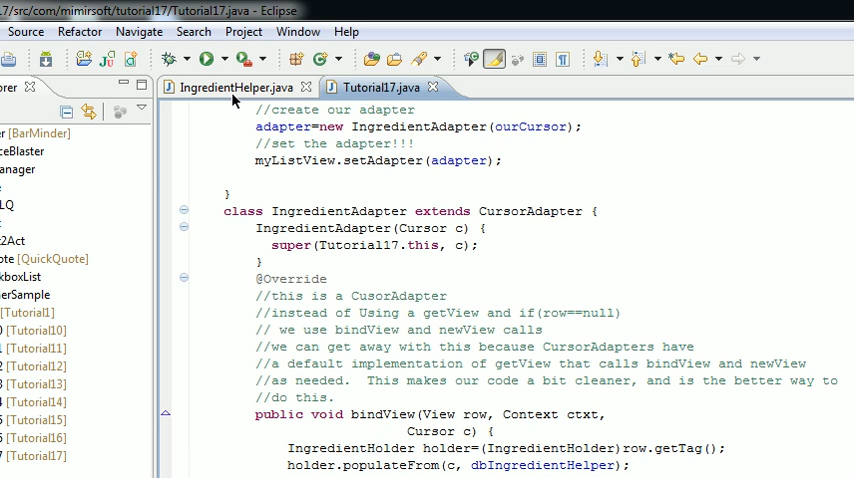 17/src/com/mimirsoft/tutorial17/Tutorial17.java - Eclipse
Source Refactor Navigate Search Project Window Help
orer
IngredientHelper.java
Tutorial17.java
er [BarMinder]
iceBlaster
anager
LQ
t2Act
ote [QuickQuote]
kboxList
nerSample
[Tutorial1]
0 [Tutorial10]
1 [Tutorial11]
2 [Tutorial12]
3 [Tutorial13]
4 [Tutorial14]
5 [Tutorial15]
6 [Tutorial16]
7 [Tutorial17]
//create our adapter
adapter=new IngredientAdapter(ourCursor);
//set the adapter!!!
myListView.setAdapter(adapter);
}
class IngredientAdapter extends CursorAdapter {
IngredientAdapter(Cursor c) {
super(Tutorial17.this, c);
}
@Override
//this is a CusorAdapter
//instead of Using a getView and if(row==null)
// we use bindView and newView calls
//we can get away with this because CursorAdapters have
//a default implementation of getView that calls bindView and newView
//as needed.  This makes our code a bit cleaner, and is the better way to
//do this.
public void bindView(View row, Context ctxt,
Cursor c) {
IngredientHolder holder=(IngredientHolder)row.getTag();
holder.populateFrom(c, dbIngredientHelper);